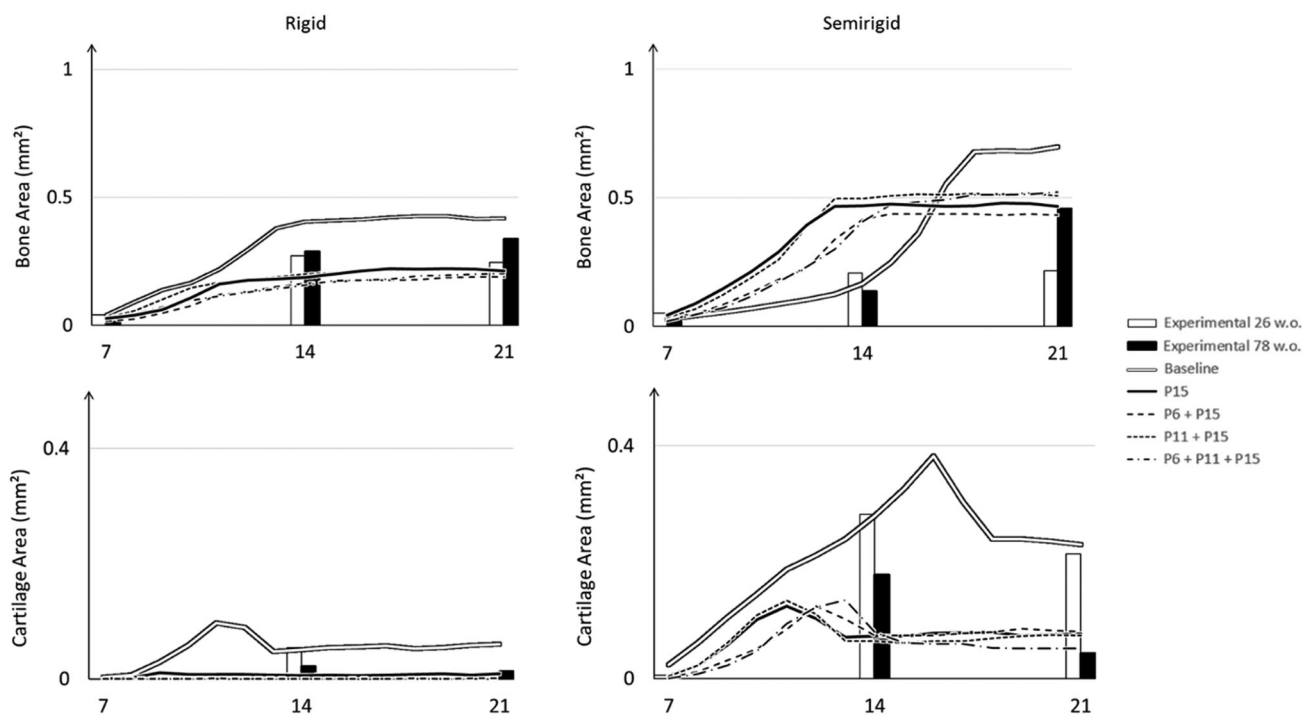 Rigid
Semirigid
Bone Area (mm²)
1
0.5
0
7
14
21
Bone Area (mm²)
1
0.5
0
7
14
21
Cartilage Area (mm²)
0.4
0
7
14
21
Cartilage Area (mm²)
0.4
0
7
14
21
Experimental 26 w.o.
Experimental 78 w.o.
Baseline
P15
P6 + P15
P11 + P15
P6 + P11 + P15